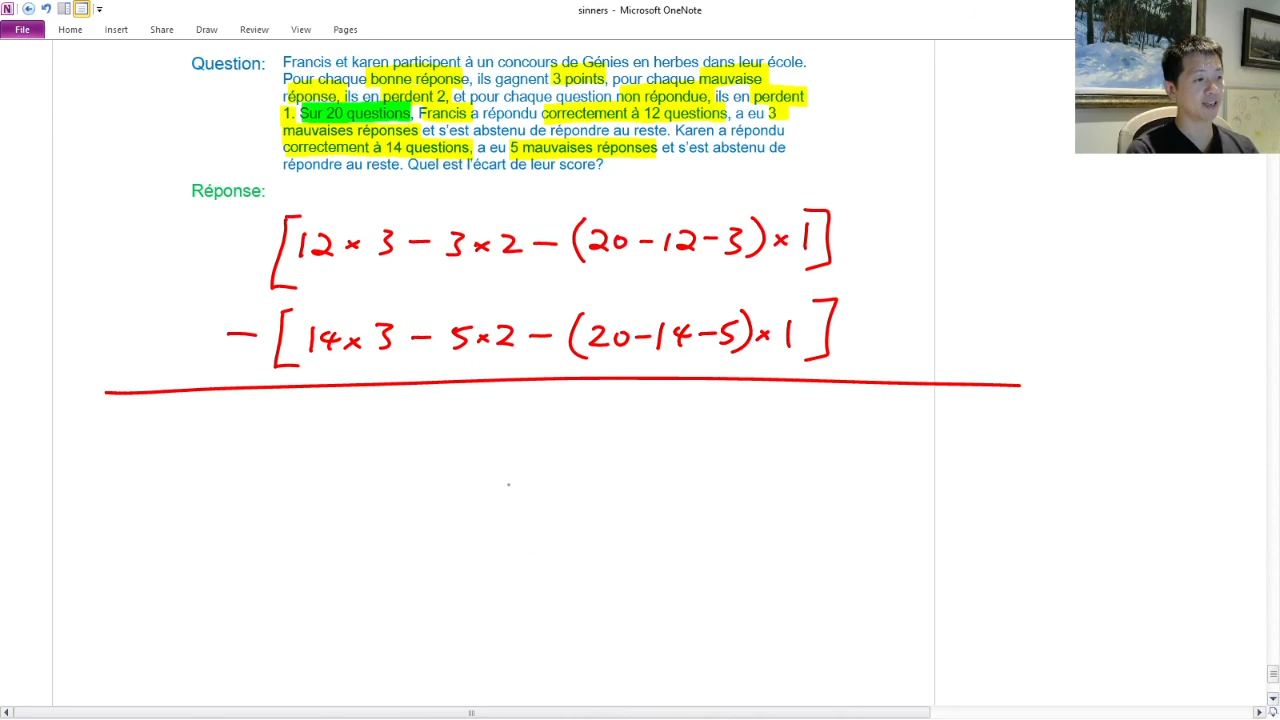 sinners - Microsoft OneNote
File Home Insert Share Draw Review View Pages
Question: Francis et karen participent à un concours de Génies en herbes dans leur école.
Pour chaque bonne réponse, ils gagnent 3 points, pour chaque mauvaise
réponse, ils en perdent 2, et pour chaque question non répondue, ils en perdent
1. Sur 20 questions, Francis a répondu correctement à 12 questions, a eu 3
mauvaises réponses et s'est abstenu de répondre au reste. Karen a répondu
correctement à 14 questions, a eu 5 mauvaises réponses et s'est abstenu de
répondre au reste. Quel est l'écart de leur score?
Réponse:
[12 × 3 - 3 × 2 - (20 - 12 - 3) × 1]
- [14 × 3 - 5 × 2 - (20 - 14 - 5) × 1]